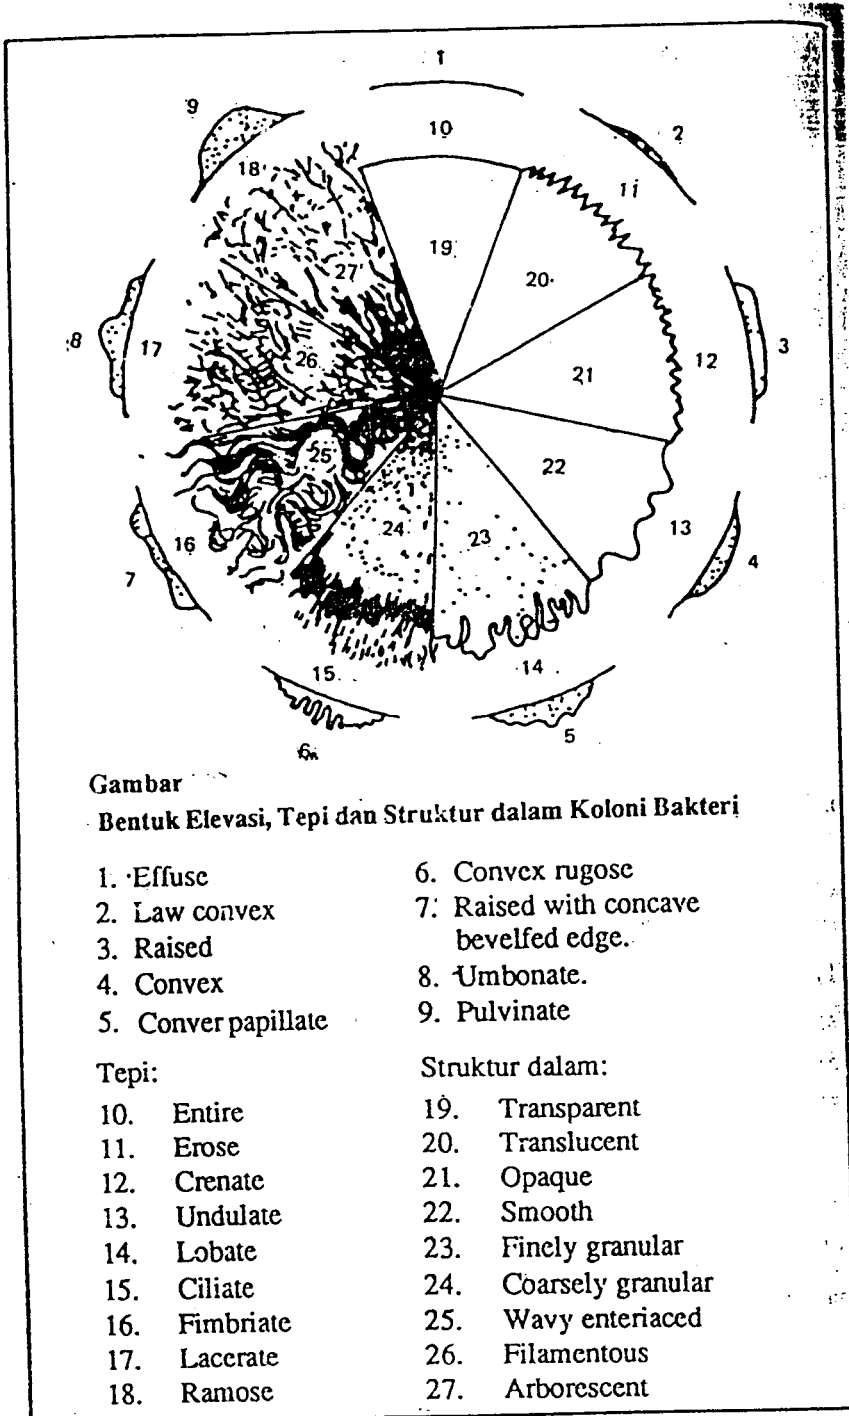 1
9
10
2
18
11
19
27
20
8
17
3
12
26
21
25
22
24
23
16
13
7
4
15
14
6
5
Gambar
Bentuk Elevasi, Tepi dan Struktur dalam Koloni Bakteri
1. Effuse
2. Law convex
3. Raised
4. Convex
5. Conver papillate
6. Convex rugose
7. Raised with concave
bevelfed edge.
8. Umbonate.
9. Pulvinate
Tepi:
10. Entire
11. Erose
12. Crenate
13. Undulate
14. Lobate
15. Ciliate
16. Fimbriate
17. Lacerate
18. Ramose
Struktur dalam:
19. Transparent
20. Translucent
21. Opaque
22. Smooth
23. Finely granular
24. Coarsely granular
25. Wavy enteriaced
26. Filamentous
27. Arborescent